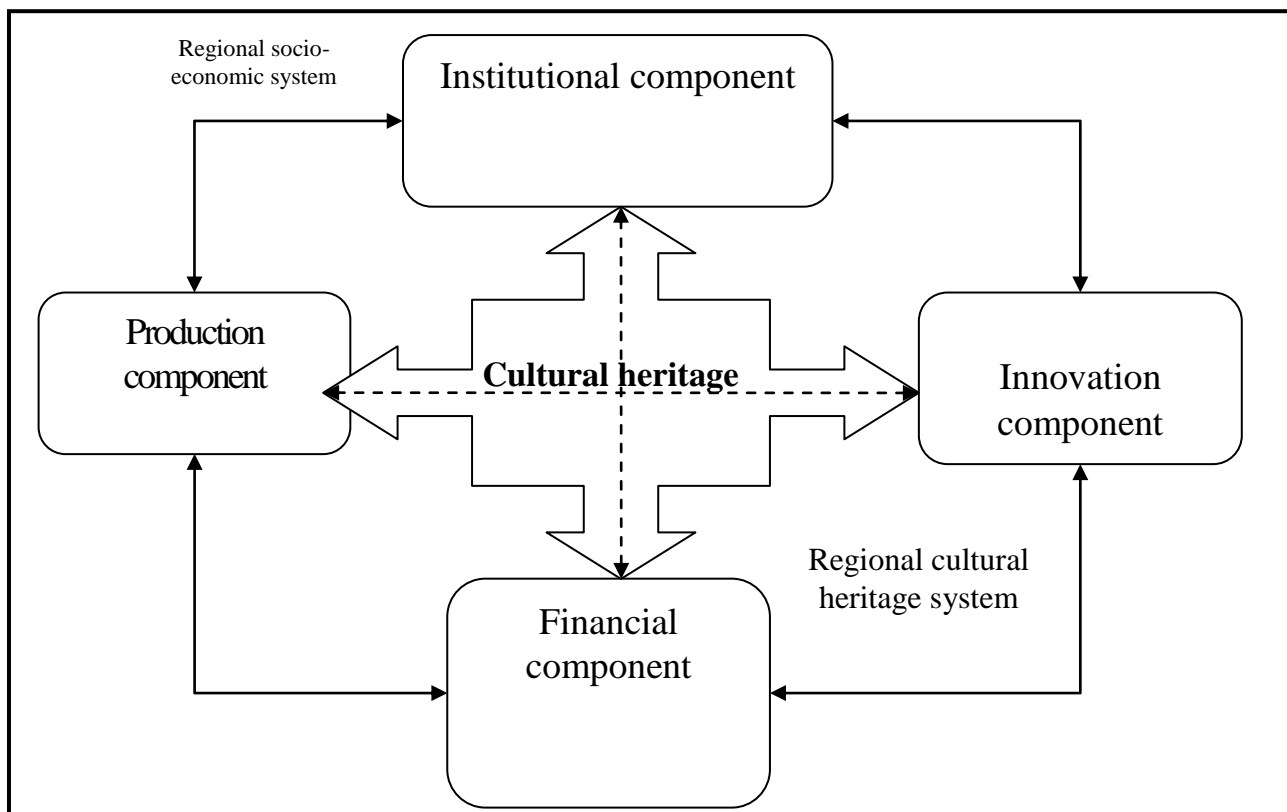 Regional socio-
economic system
Institutional component
Production
component
Cultural heritage
Innovation
component
Regional cultural
heritage system
Financial
component